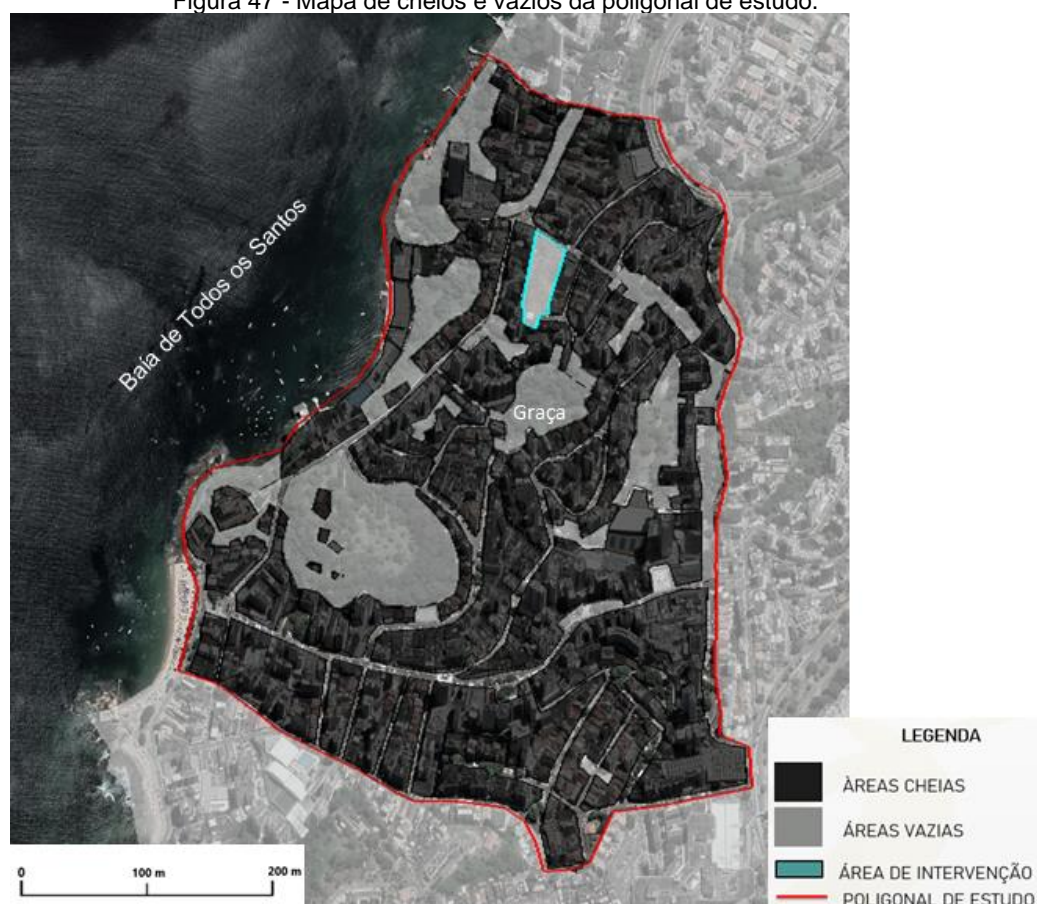 Figura 47 - Mapa de cheios e vazios da poligonal de estudo.
Baía de Todos os Santos
Graça
LEGENDA
ÀREAS CHEIAS
ÁREAS VAZIAS
ÁREA DE INTERVENÇÃO
POLIGONAL DE ESTUDO
0 100 m 200 m